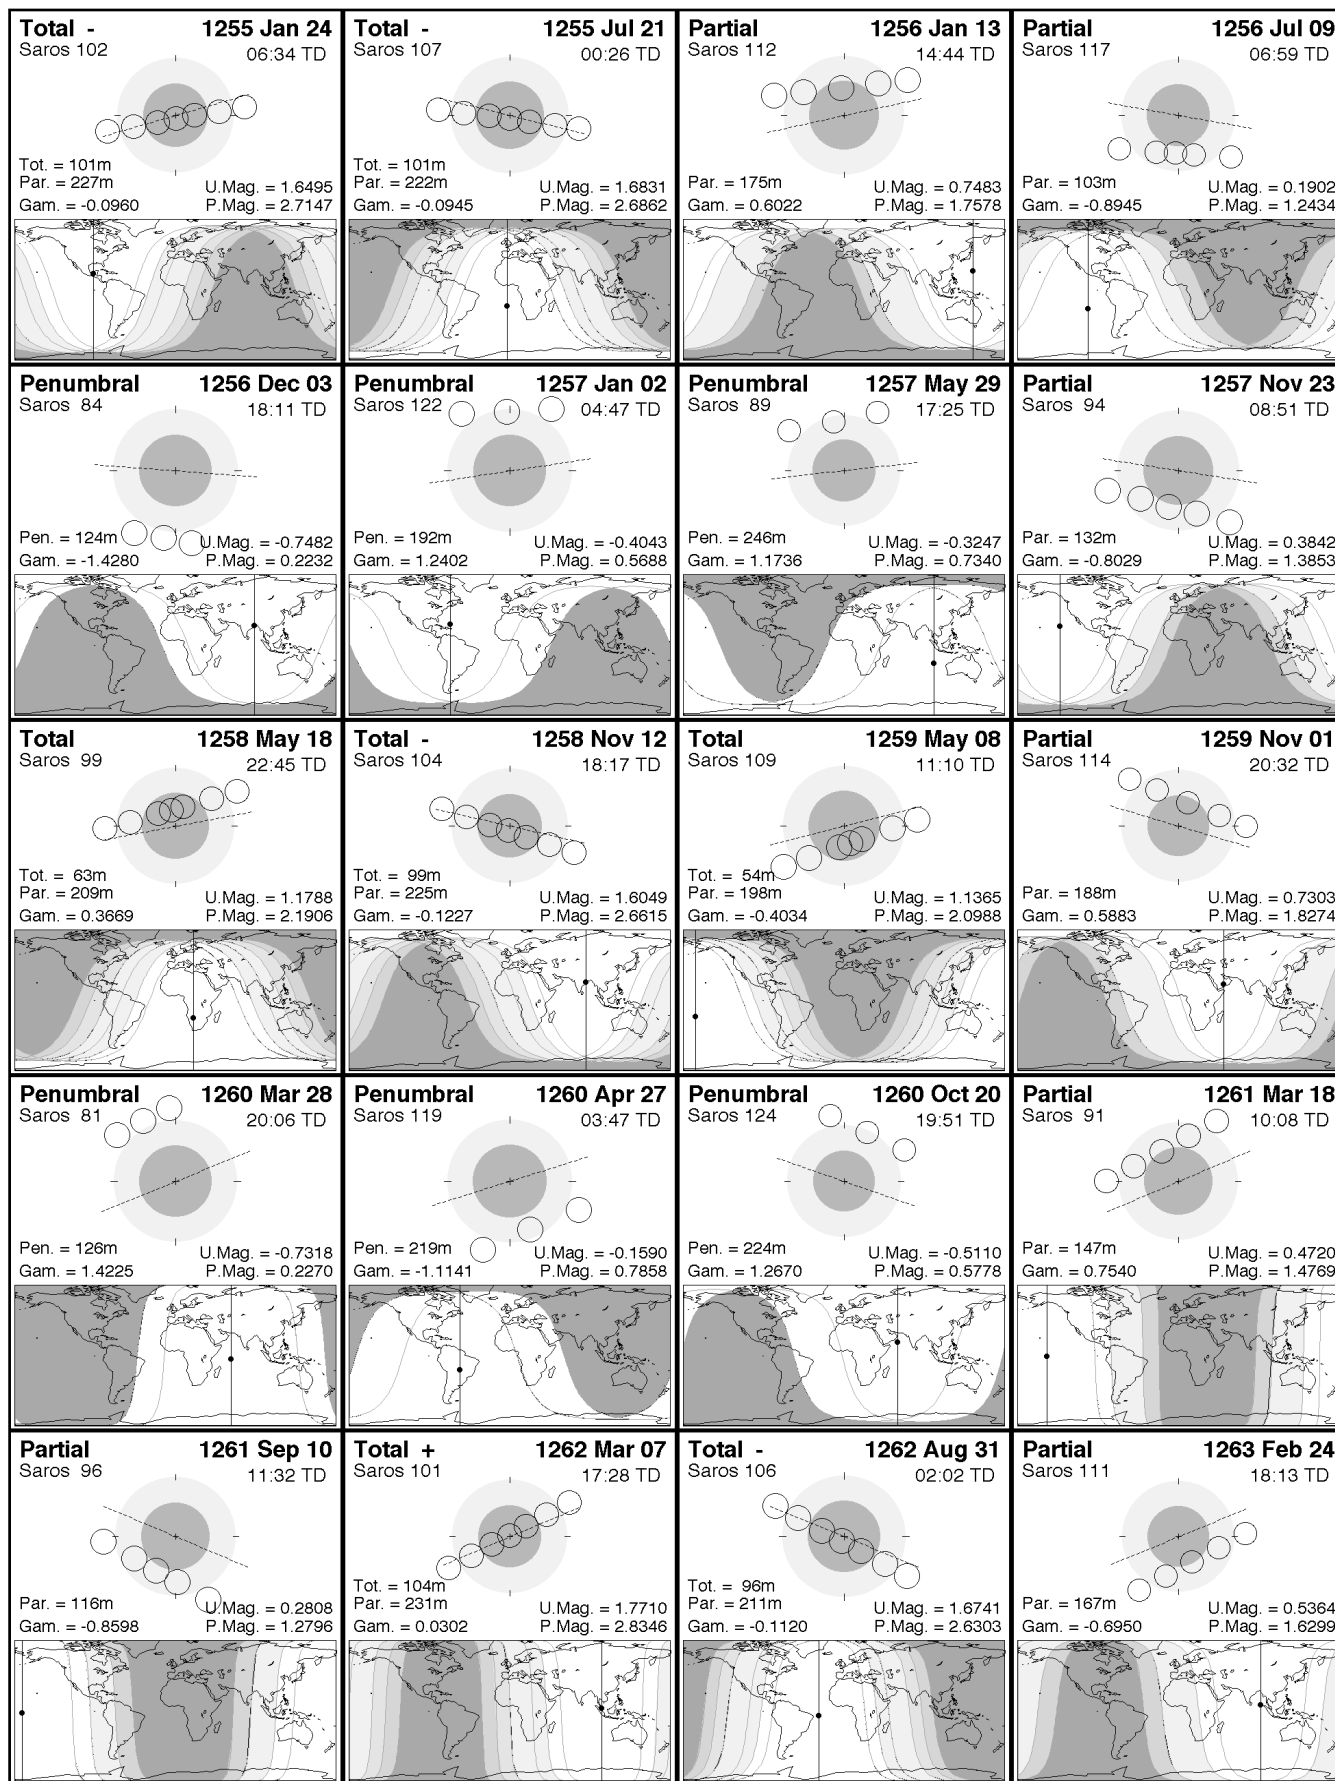 Total - 1255 Jan 24
Saros 102 06:34 TD
Tot. = 101m
Par. = 227m U.Mag. = 1.6495
Gam. = -0.0960 P.Mag. = 2.7147
Total - 1255 Jul 21
Saros 107 00:26 TD
Tot. = 101m
Par. = 222m U.Mag. = 1.6831
Gam. = -0.0945 P.Mag. = 2.6862
Partial 1256 Jan 13
Saros 112 14:44 TD
Par. = 175m U.Mag. = 0.7483
Gam. = 0.6022 P.Mag. = 1.7578
Partial 1256 Jul 09
Saros 117 06:59 TD
Par. = 103m U.Mag. = 0.1902
Gam. = -0.8945 P.Mag. = 1.2434
Penumbral 1256 Dec 03
Saros 84 18:11 TD
Pen. = 124m U.Mag. = -0.7482
Gam. = -1.4280 P.Mag. = 0.2232
Penumbral 1257 Jan 02
Saros 122 04:47 TD
Pen. = 192m U.Mag. = -0.4043
Gam. = 1.2402 P.Mag. = 0.5688
Penumbral 1257 May 29
Saros 89 17:25 TD
Pen. = 246m U.Mag. = -0.3247
Gam. = 1.1736 P.Mag. = 0.7340
Partial 1257 Nov 23
Saros 94 08:51 TD
Par. = 132m U.Mag. = 0.3842
Gam. = -0.8029 P.Mag. = 1.3853
Total 1258 May 18
Saros 99 22:45 TD
Tot. = 63m
Par. = 209m U.Mag. = 1.1788
Gam. = 0.3669 P.Mag. = 2.1906
Total - 1258 Nov 12
Saros 104 18:17 TD
Tot. = 99m
Par. = 225m U.Mag. = 1.6049
Gam. = -0.1227 P.Mag. = 2.6615
Total 1259 May 08
Saros 109 11:10 TD
Tot. = 54m
Par. = 198m U.Mag. = 1.1365
Gam. = -0.4034 P.Mag. = 2.0988
Partial 1259 Nov 01
Saros 114 20:32 TD
Par. = 188m U.Mag. = 0.7303
Gam. = 0.5883 P.Mag. = 1.8274
Penumbral 1260 Mar 28
Saros 81 20:06 TD
Pen. = 126m U.Mag. = -0.7318
Gam. = 1.4225 P.Mag. = 0.2270
Penumbral 1260 Apr 27
Saros 119 03:47 TD
Pen. = 219m U.Mag. = -0.1590
Gam. = -1.1141 P.Mag. = 0.7858
Penumbral 1260 Oct 20
Saros 124 19:51 TD
Pen. = 224m U.Mag. = -0.5110
Gam. = 1.2670 P.Mag. = 0.5778
Partial 1261 Mar 18
Saros 91 10:08 TD
Par. = 147m U.Mag. = 0.4720
Gam. = 0.7540 P.Mag. = 1.4769
Partial 1261 Sep 10
Saros 96 11:32 TD
Par. = 116m U.Mag. = 0.2808
Gam. = -0.8598 P.Mag. = 1.2796
Total + 1262 Mar 07
Saros 101 17:28 TD
Tot. = 104m
Par. = 231m U.Mag. = 1.7710
Gam. = 0.0302 P.Mag. = 2.8346
Total - 1262 Aug 31
Saros 106 02:02 TD
Tot. = 96m
Par. = 211m U.Mag. = 1.6741
Gam. = -0.1120 P.Mag. = 2.6303
Partial 1263 Feb 24
Saros 111 18:13 TD
Par. = 167m U.Mag. = 0.5364
Gam. = -0.6950 P.Mag. = 1.6299